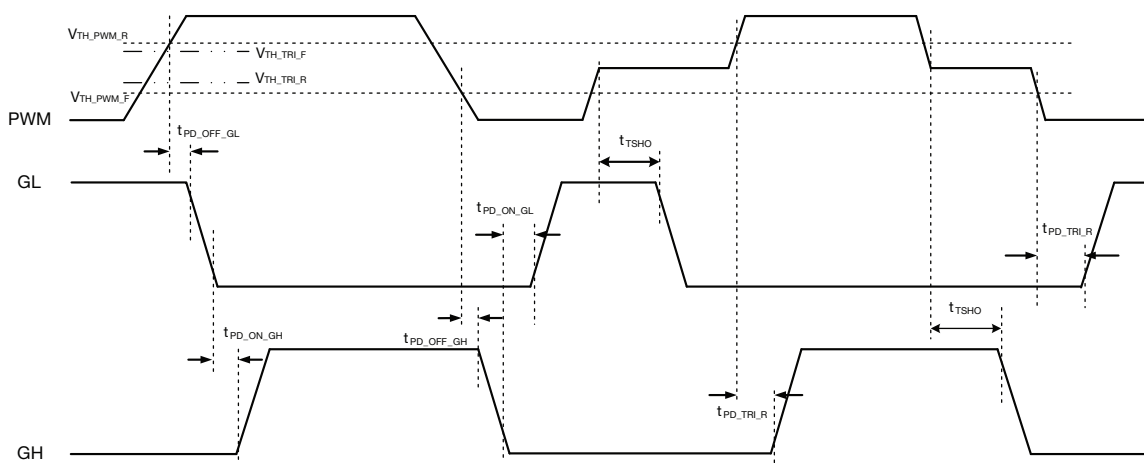 VTH_PWM_R
VTH_TRI_F
VTH_TRI_R
VTH_PWM_F
PWM
tPD_OFF_GL
tTSHO
GL
tPD_ON_GL
tPD_TRI_R
tTSHO
tPD_ON_GH
tPD_OFF_GH
tPD_TRI_R
GH